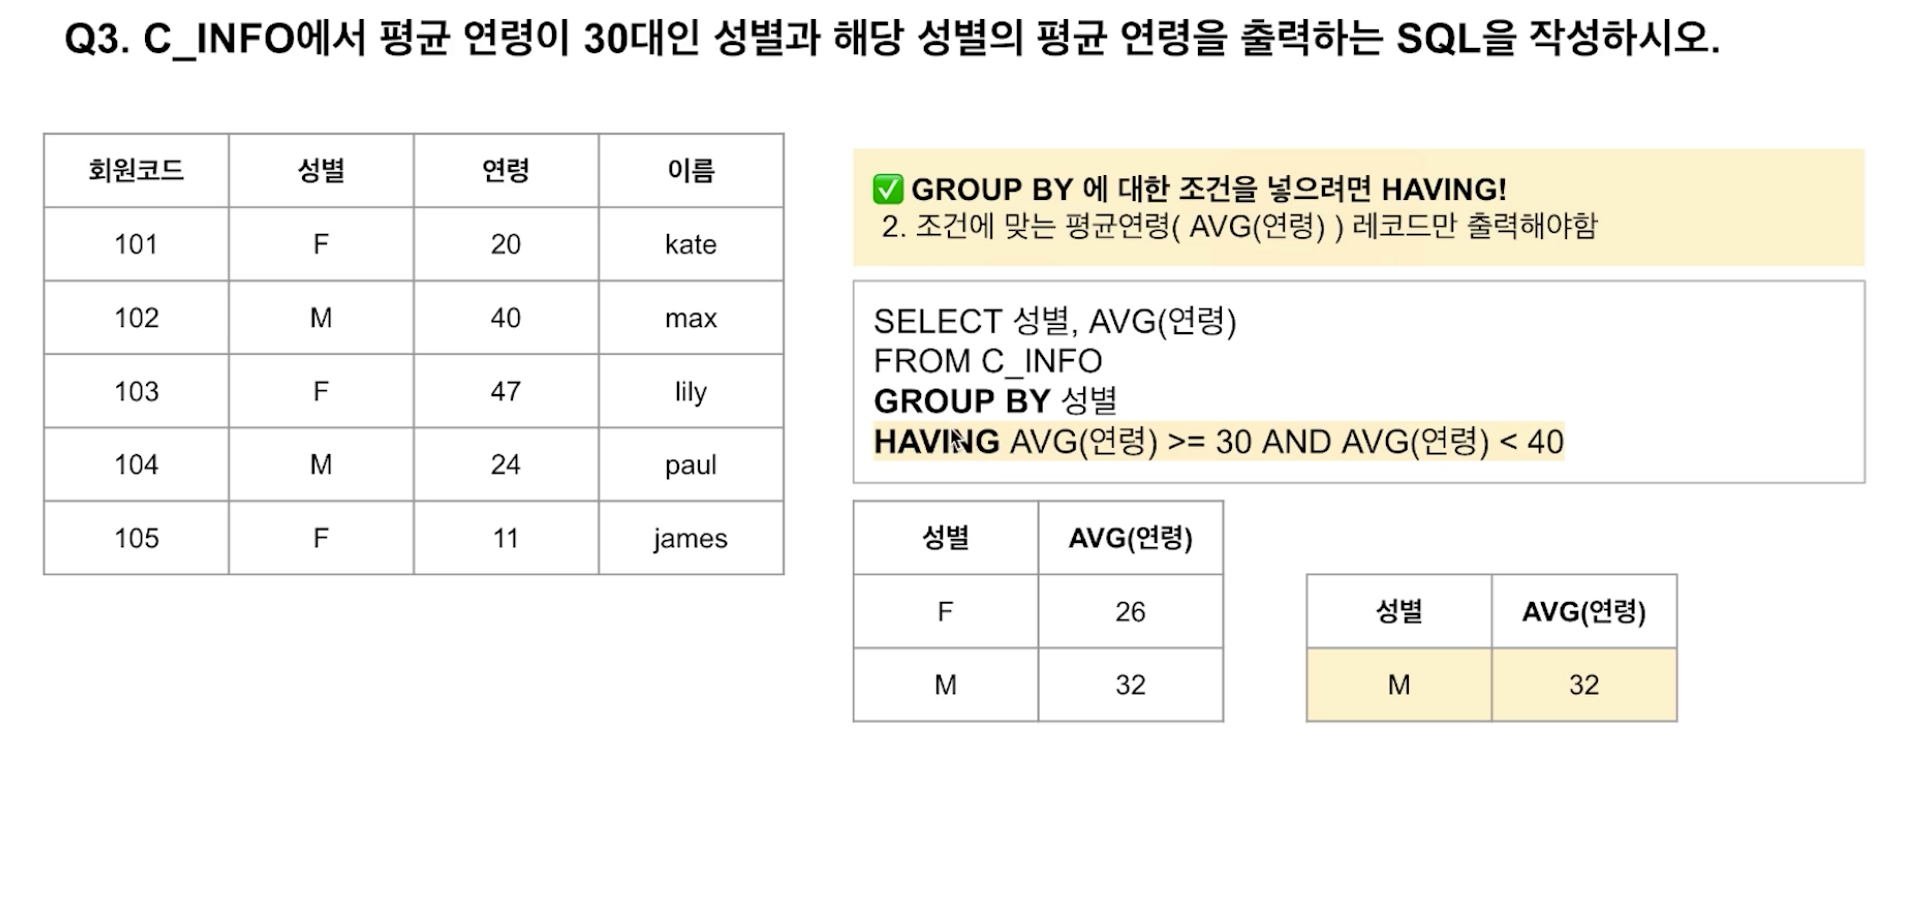 Q3. C_INFO에서 평균 연령이 30대인 성별과 해당 성별의 평균 연령을 출력하는 SQL을 작성하시오.
회원코드 성별 연령 이름
101 F 20 kate
102 M 40 max
103 F 47 lily
104 M 24 paul
105 F 11 james
✅ GROUP BY 에 대한 조건을 넣으려면 HAVING!
2. 조건에 맞는 평균연령( AVG(연령) ) 레코드만 출력해야함
SELECT 성별, AVG(연령)
FROM C_INFO
GROUP BY 성별
HAVING AVG(연령) >= 30 AND AVG(연령) < 40
성별 AVG(연령)
F 26
M 32
성별 AVG(연령)
M 32